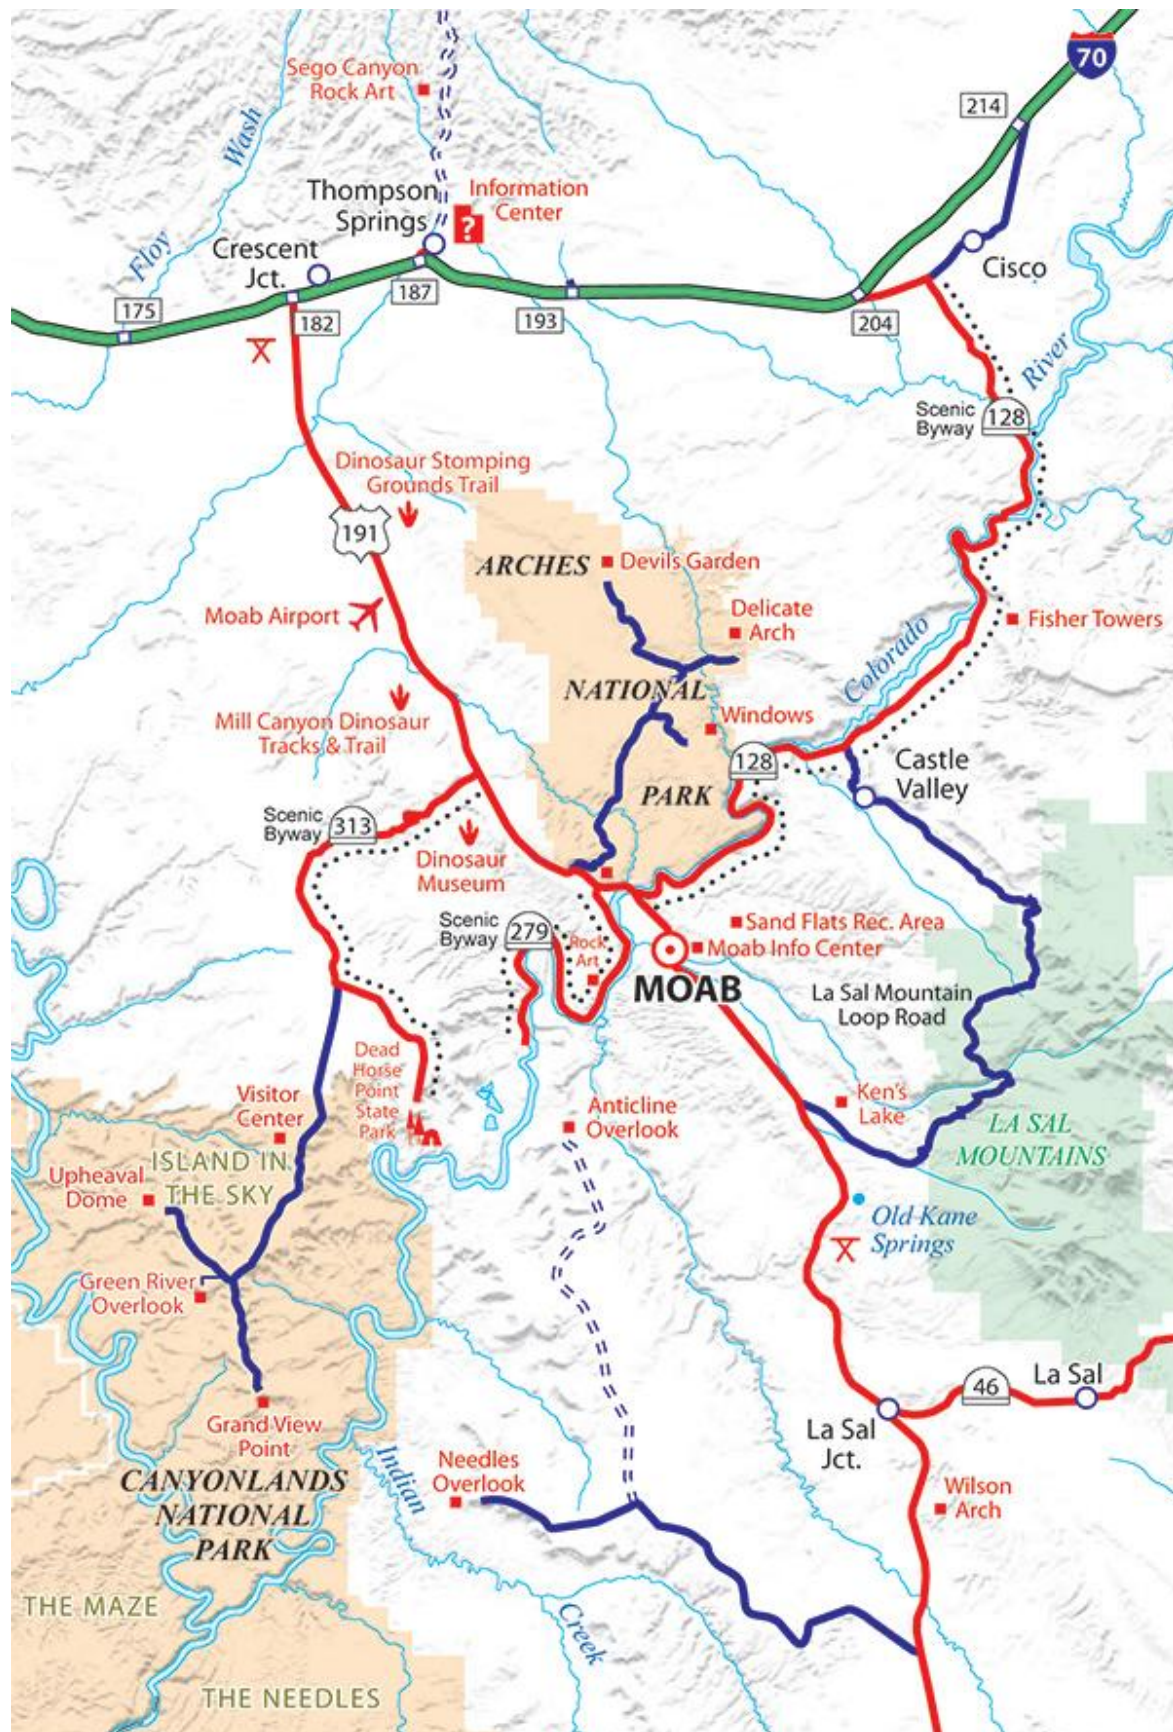 70
Sego Canyon
Rock Art
214
Wash
Thompson
Springs
Information
Center
?
Floy
Crescent
Jct.
Cisco
187
175
182
193
204
River
Scenic
Byway
128
Dinosaur Stomping
Grounds Trail
191
ARCHES
Devils Garden
Moab Airport
Delicate
Arch
Fisher Towers
Colorado
NATIONAL
Mill Canyon Dinosaur
Tracks & Trail
Windows
128
Castle
Valley
PARK
Scenic
Byway
313
Dinosaur
Museum
Scenic
Byway
279
Rock
Art
Sand Flats Rec. Area
Moab Info Center
MOAB
La Sal Mountain
Loop Road
Dead
Horse
Point
State
Park
Visitor
Center
Anticline
Overlook
Ken's
Lake
LA SAL
MOUNTAINS
ISLAND IN
THE SKY
Upheaval
Dome
Old Kane
Springs
Green River
Overlook
46
La Sal
La Sal
Jct.
Grand View
Point
Indian
Needles
Overlook
CANYONLANDS
NATIONAL
PARK
Wilson
Arch
THE MAZE
Creek
THE NEEDLES